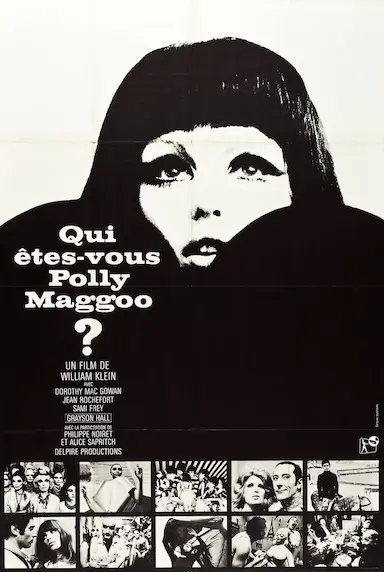 Qui
êtes-vous
Polly
Maggoo
?
UN FILM DE
WILLIAM KLEIN
AVEC
DOROTHY MAC GOWAN
JEAN ROCHEFORT
SAMI FREY
GRAYSON HALL
AVEC LA PARTICIPATION DE
PHILIPPE NOIRET
ET ALICE SAPRITCH
DELPIRE PRODUCTIONS